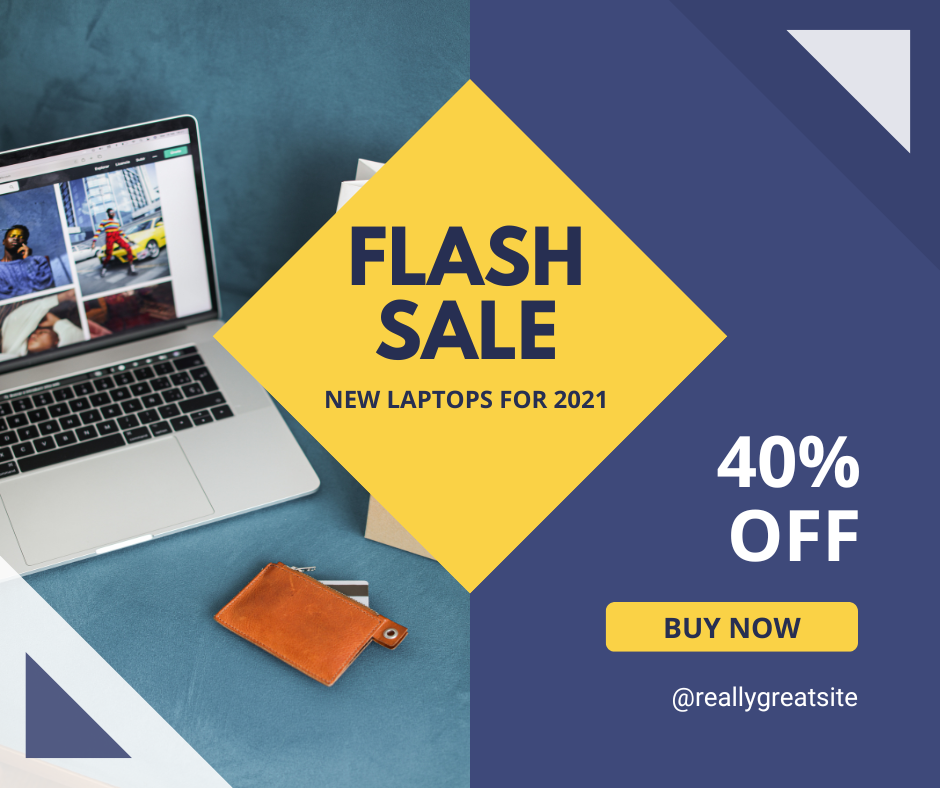 FLASH
SALE
NEW LAPTOPS FOR 2021
40%
OFF
BUY NOW
@reallygreatsite